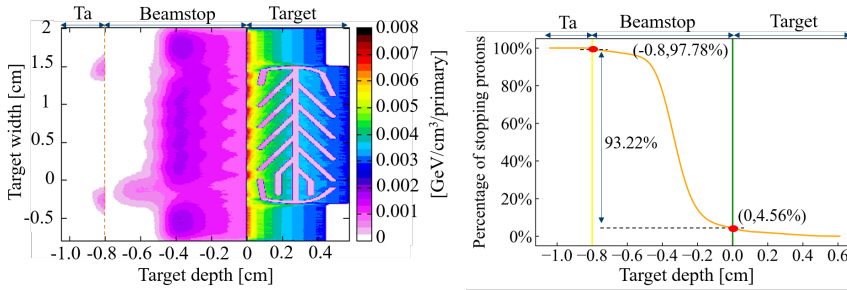 Ta Beamstop Target
Target width [cm]
2
1.5
1
0.5
0
-0.5
-1.0 -0.8 -0.6 -0.4 -0.2 0 0.2 0.4
Target depth [cm]
0.008
0.007
0.006
0.005
0.004
0.003
0.002
0.001
0
[GeV/cm³/primary]
Ta Beamstop Target
Percentage of stopping protons
100%
80%
60%
40%
20%
0%
(-0.8,97.78%)
93.22%
(0,4.56%)
−1.0 −0.8 −0.6 −0.4 −0.2 0.0 0.2 0.4 0.6
Target depth [cm]